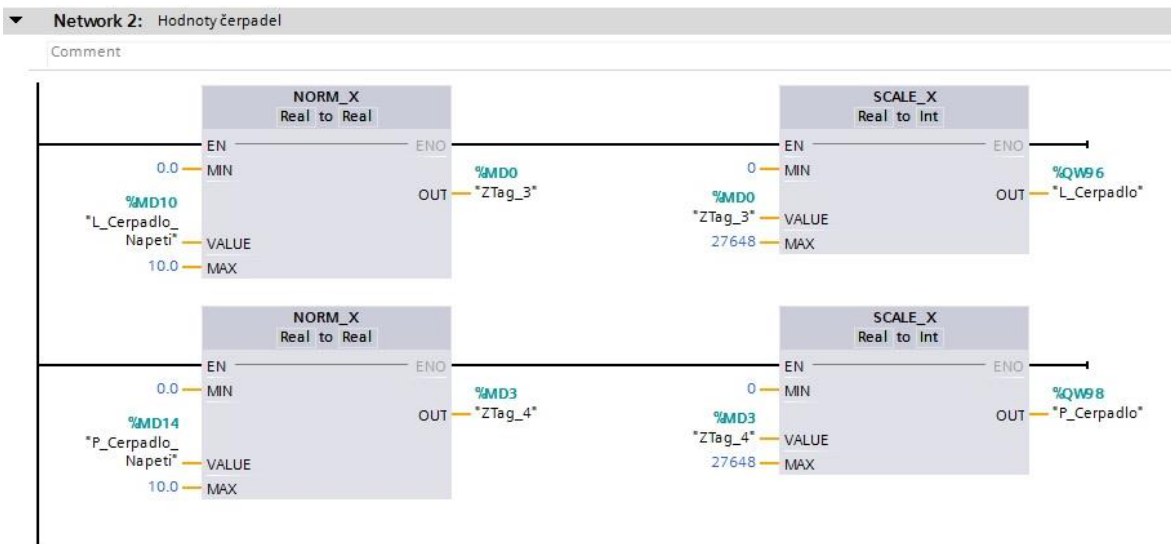 Network 2: Hodnoty čerpadel
Comment
NORM_X
Real to Real
EN
ENO
0.0
MIN
%MD10
"L_Cerpadlo_
Napeti"
VALUE
10.0
MAX
OUT
%MD0
"ZTag_3"
SCALE_X
Real to Int
EN
ENO
0
MIN
%MD0
"ZTag_3"
VALUE
27648
MAX
OUT
%QW96
"L_Cerpadlo"
NORM_X
Real to Real
EN
ENO
0.0
MIN
%MD14
"P_Cerpadlo_
Napeti"
VALUE
10.0
MAX
OUT
%MD3
"ZTag_4"
SCALE_X
Real to Int
EN
ENO
0
MIN
%MD3
"ZTag_4"
VALUE
27648
MAX
OUT
%QW98
"P_Cerpadlo"